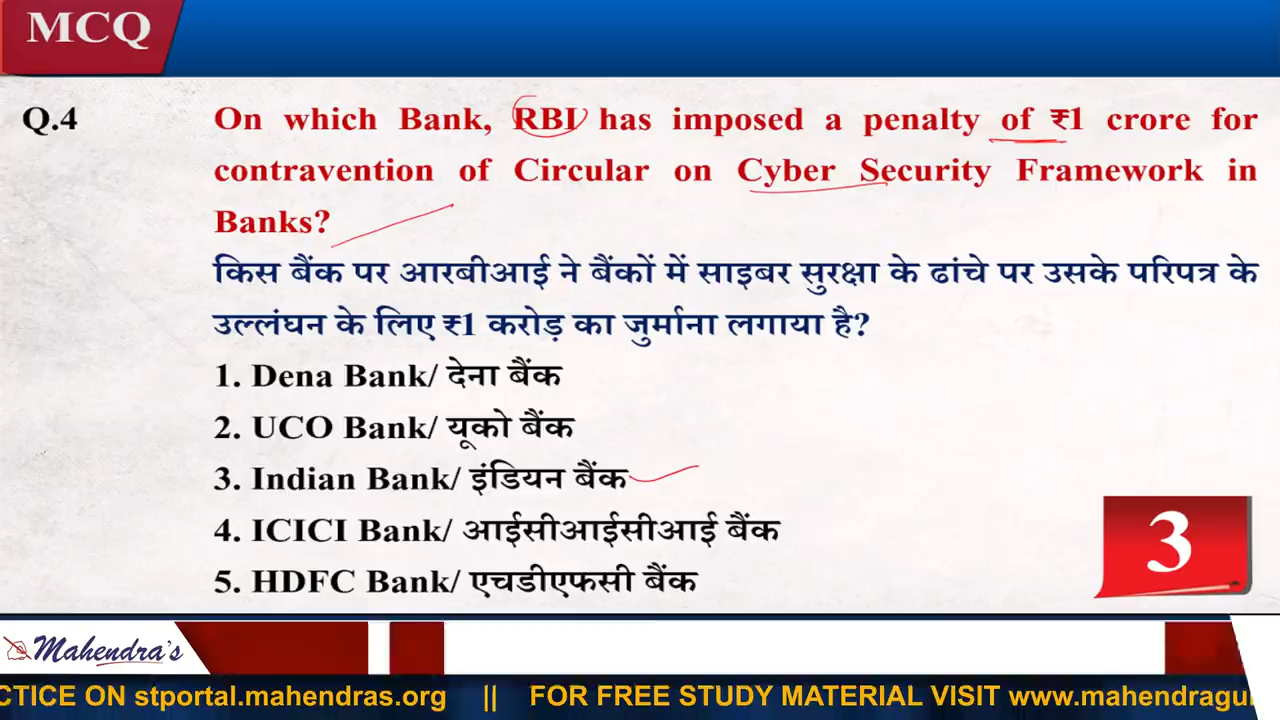 MCQ
Q.4 On which Bank, RBI has imposed a penalty of ₹1 crore for
contravention of Circular on Cyber Security Framework in
Banks?
किस बैंक पर आरबीआई ने बैंकों में साइबर सुरक्षा के ढांचे पर उसके परिपत्र के
उल्लंघन के लिए ₹1 करोड़ का जुर्माना लगाया है?
1. Dena Bank/ देना बैंक
2. UCO Bank/ यूको बैंक
3. Indian Bank/ इंडियन बैंक
4. ICICI Bank/ आईसीआईसीआई बैंक
5. HDFC Bank/ एचडीएफसी बैंक
3
Mahendra's
CTICE ON stportal.mahendras.org || FOR FREE STUDY MATERIAL VISIT www.mahendragu